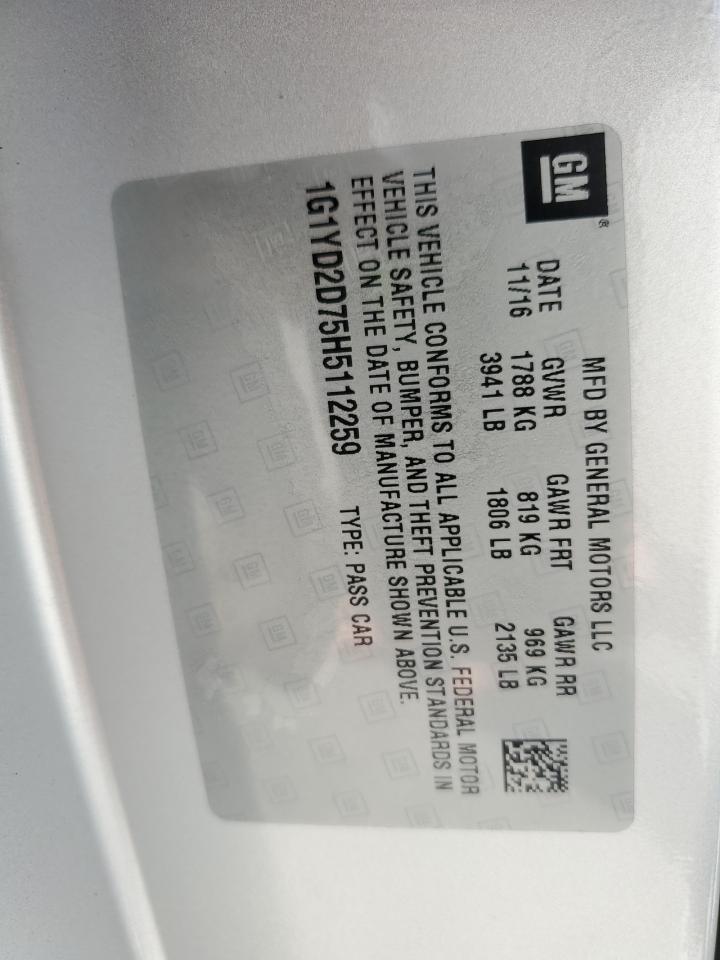 GM®
MFD BY GENERAL MOTORS LLC
DATE GVWR GAWR FRT GAWR RR
11/16 1788 KG 819 KG 969 KG
3941 LB 1806 LB 2135 LB
THIS VEHICLE CONFORMS TO ALL APPLICABLE U.S. FEDERAL MOTOR
VEHICLE SAFETY, BUMPER, AND THEFT PREVENTION STANDARDS IN
EFFECT ON THE DATE OF MANUFACTURE SHOWN ABOVE.
1G1YD2D75H5112259 TYPE: PASS CAR